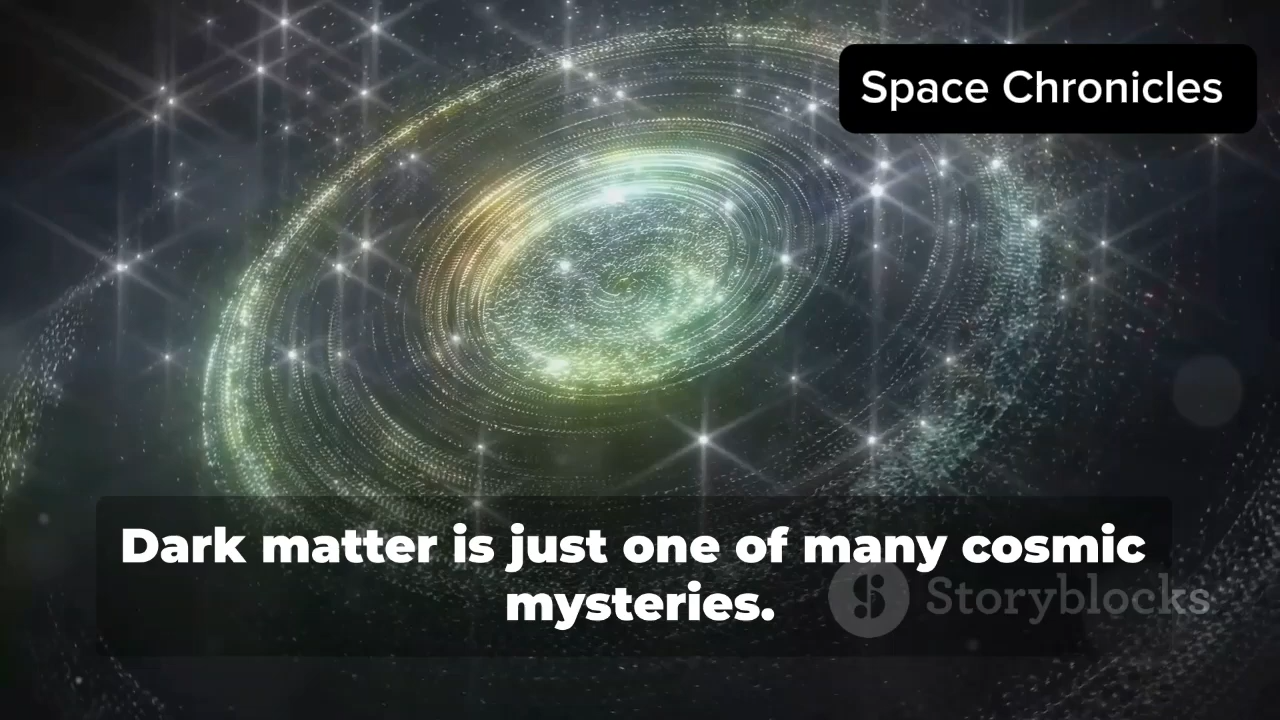 Space Chronicles
Dark matter is just one of many cosmic
mysteries.
Storyblocks